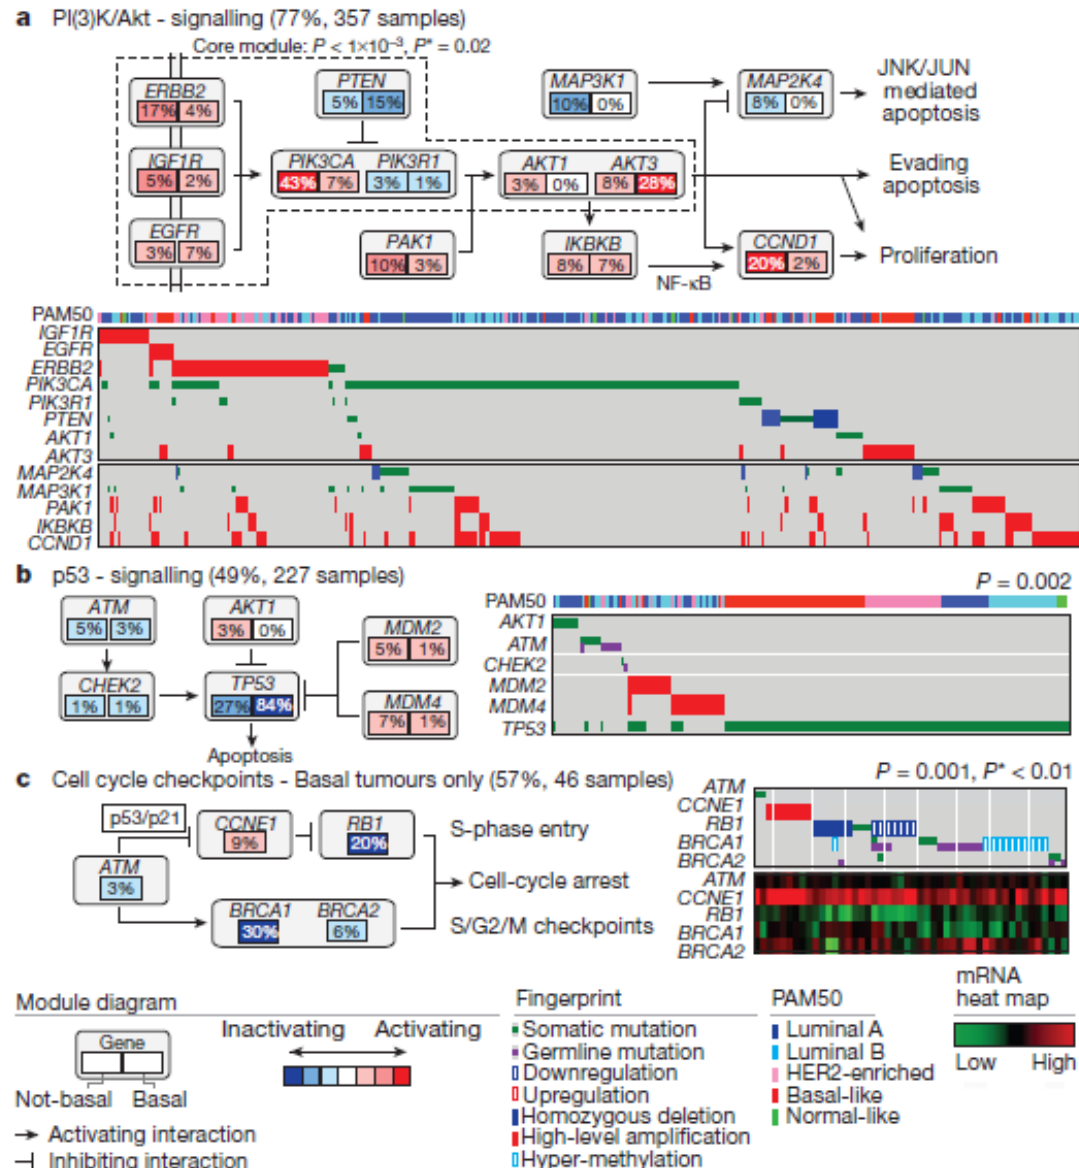 a PI(3)K/Akt - signalling (77%, 357 samples)
Core module: P < 1×10⁻³, P* = 0.02
ERBB2
17% 4%
PTEN
5% 15%
MAP3K1
10% 0%
MAP2K4
8% 0%
JNK/JUN
mediated
apoptosis
IGF1R
5% 2%
PIK3CA PIK3R1
43% 7% 3% 1%
AKT1 AKT3
3% 0% 8% 28%
Evading
apoptosis
EGFR
3% 7%
PAK1
10% 3%
IKBKB
8% 7%
NF-κB
CCND1
20% 2%
Proliferation
PAM50
IGF1R
EGFR
ERBB2
PIK3CA
PIK3R1
PTEN
AKT1
AKT3
MAP2K4
MAP3K1
PAK1
IKBKB
CCND1
b p53 - signalling (49%, 227 samples)
P = 0.002
ATM
5% 3%
AKT1
3% 0%
MDM2
5% 1%
CHEK2
1% 1%
TP53
27% 84%
MDM4
7% 1%
Apoptosis
PAM50
AKT1
ATM
CHEK2
MDM2
MDM4
TP53
c Cell cycle checkpoints - Basal tumours only (57%, 46 samples)
P = 0.001, P* < 0.01
p53/p21
CCNE1
9%
RB1
20%
S-phase entry
ATM
3%
Cell-cycle arrest
BRCA1 BRCA2
30% 6%
S/G2/M checkpoints
ATM
CCNE1
RB1
BRCA1
BRCA2
ATM
CCNE1
RB1
BRCA1
BRCA2
Module diagram
Gene
Not-basal Basal
Inactivating Activating
Activating interaction
Inhibiting interaction
Fingerprint
Somatic mutation
Germline mutation
Downregulation
Upregulation
Homozygous deletion
High-level amplification
Hyper-methylation
PAM50
Luminal A
Luminal B
HER2-enriched
Basal-like
Normal-like
mRNA
heat map
Low High